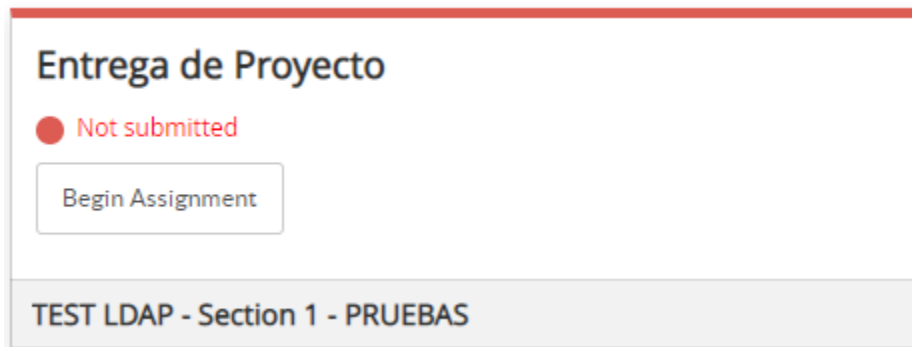 Entrega de Proyecto
Not submitted
Begin Assignment
TEST LDAP - Section 1 - PRUEBAS